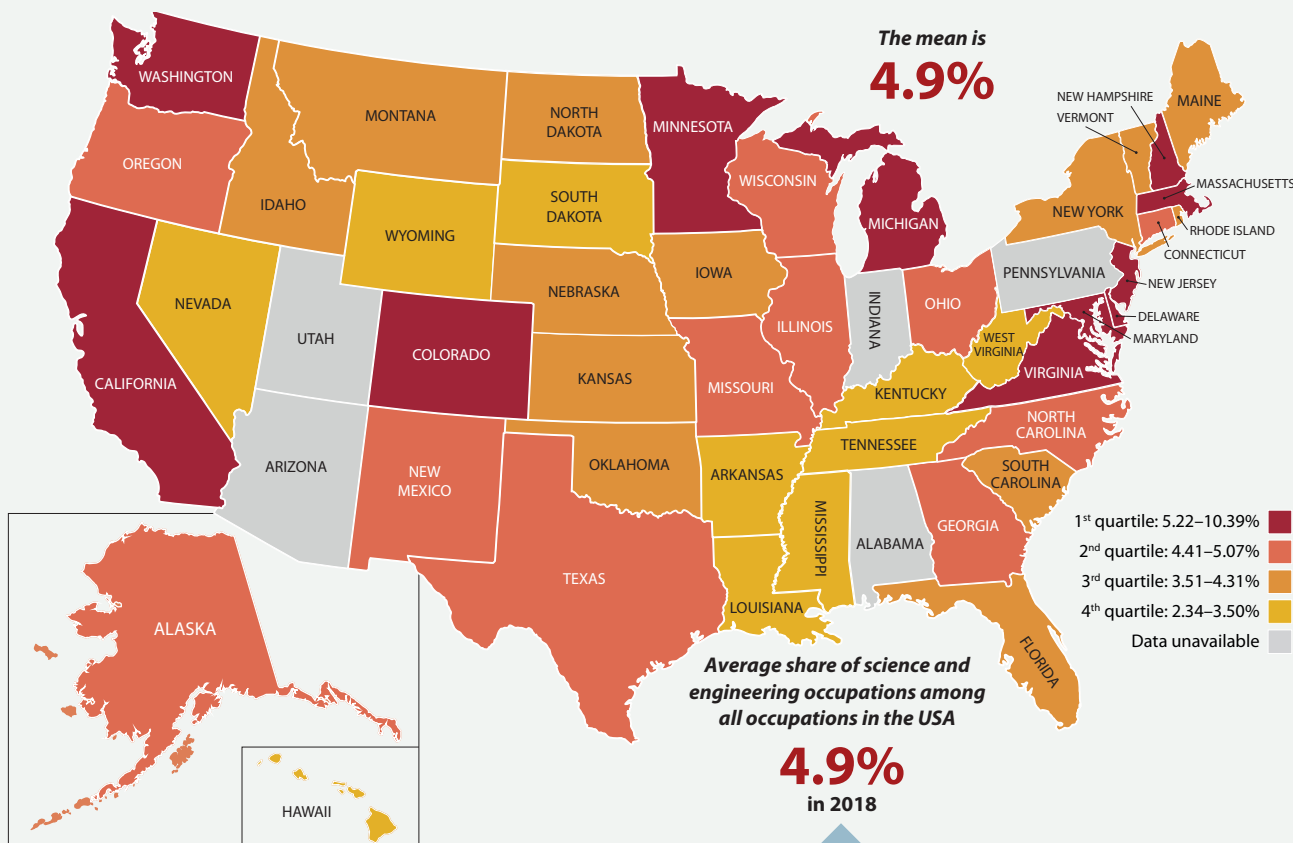 The mean is
4.9%
WASHINGTON
MONTANA
NORTH
DAKOTA
MINNESOTA
NEW HAMPSHIRE
VERMONT
MAINE
OREGON
IDAHO
WISCONSIN
MICHIGAN
MASSACHUSETTS
NEW YORK
RHODE ISLAND
CONNECTICUT
WYOMING
SOUTH
DAKOTA
IOWA
PENNSYLVANIA
NEW JERSEY
NEVADA
UTAH
NEBRASKA
ILLINOIS
INDIANA
OHIO
DELAWARE
MARYLAND
WEST
VIRGINIA
VIRGINIA
CALIFORNIA
COLORADO
KANSAS
MISSOURI
KENTUCKY
NORTH
CAROLINA
TENNESSEE
ARIZONA
NEW
MEXICO
OKLAHOMA
ARKANSAS
SOUTH
CAROLINA
MISSISSIPPI
ALABAMA
GEORGIA
TEXAS
LOUISIANA
FLORIDA
ALASKA
HAWAII
1st quartile: 5.22–10.39%
2nd quartile: 4.41–5.07%
3rd quartile: 3.51–4.31%
4th quartile: 2.34–3.50%
Data unavailable
Average share of science and
engineering occupations among
all occupations in the USA
4.9%
in 2018